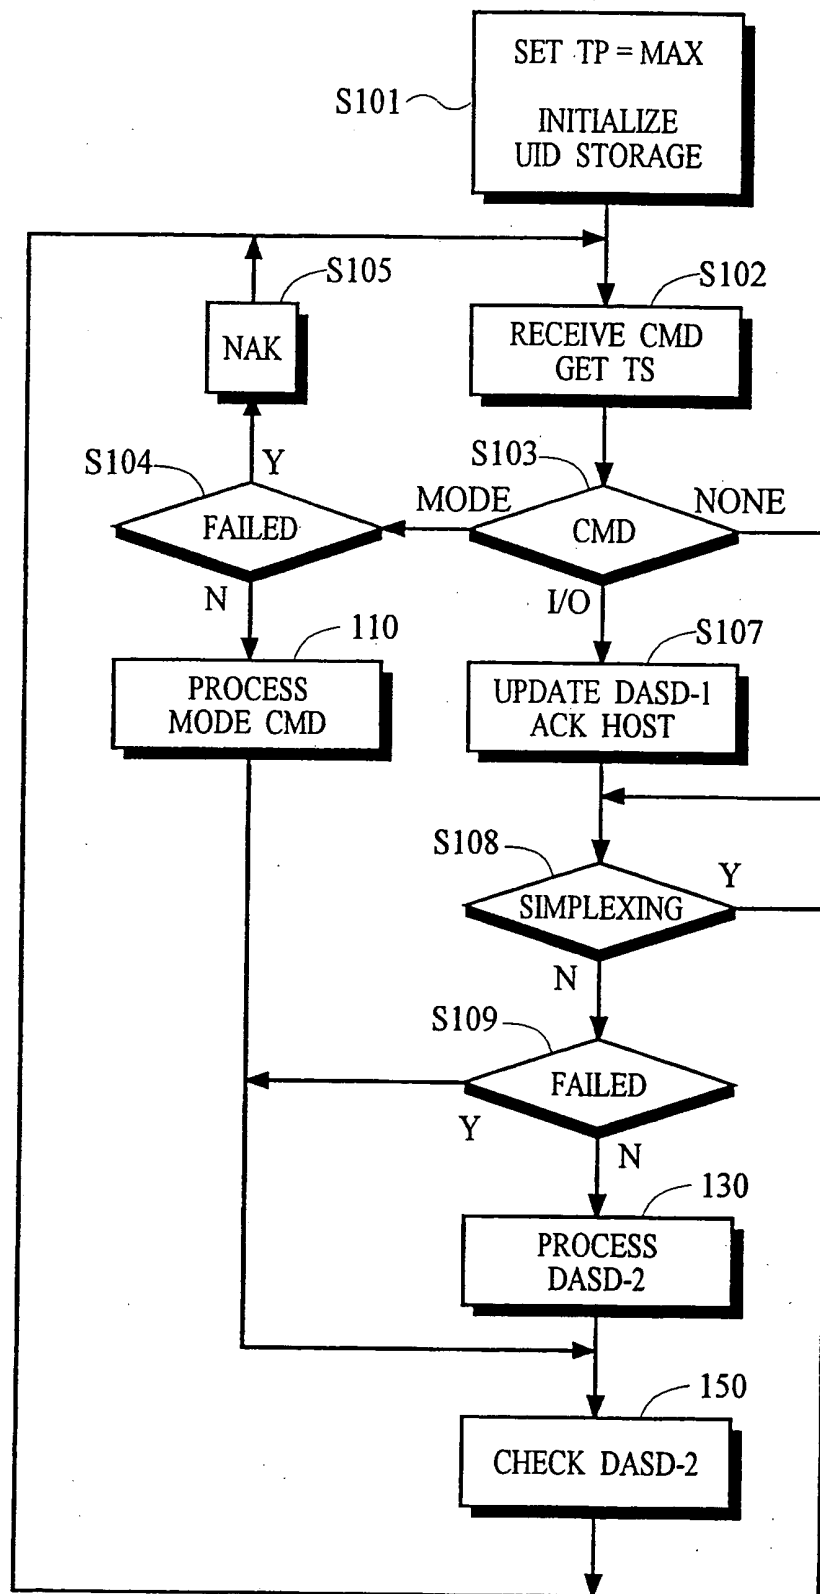 SET TP = MAX
S101
INITIALIZE
UID STORAGE
S105
S102
NAK
RECEIVE CMD
GET TS
S104
Y
S103
MODE
NONE
FAILED
CMD
N
I/O
110
S107
PROCESS
MODE CMD
UPDATE DASD-1
ACK HOST
S108
Y
SIMPLEXING
N
S109
FAILED
Y
N
130
PROCESS
DASD-2
150
CHECK DASD-2